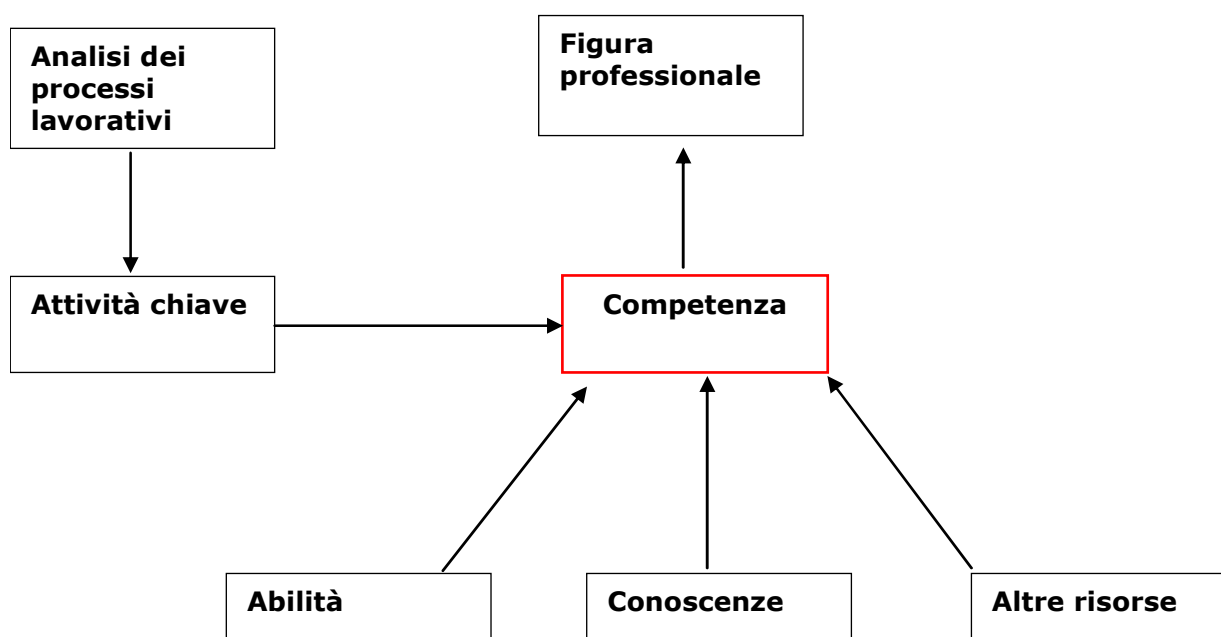 Analisi dei
processi
lavorativi
Figura
professionale
Attività chiave
Competenza
Abilità
Conoscenze
Altre risorse